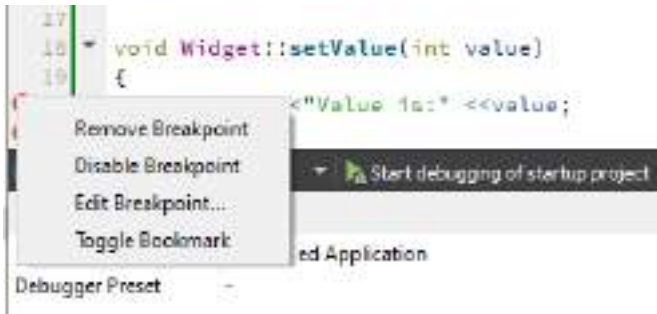 17
18 void Widget::setValue(int value)
19 {
<"Value is:" <<value;
Remove Breakpoint
Disable Breakpoint
Start debugging of startup project
Edit Breakpoint...
Toggle Bookmark
ed Application
Debugger Preset -